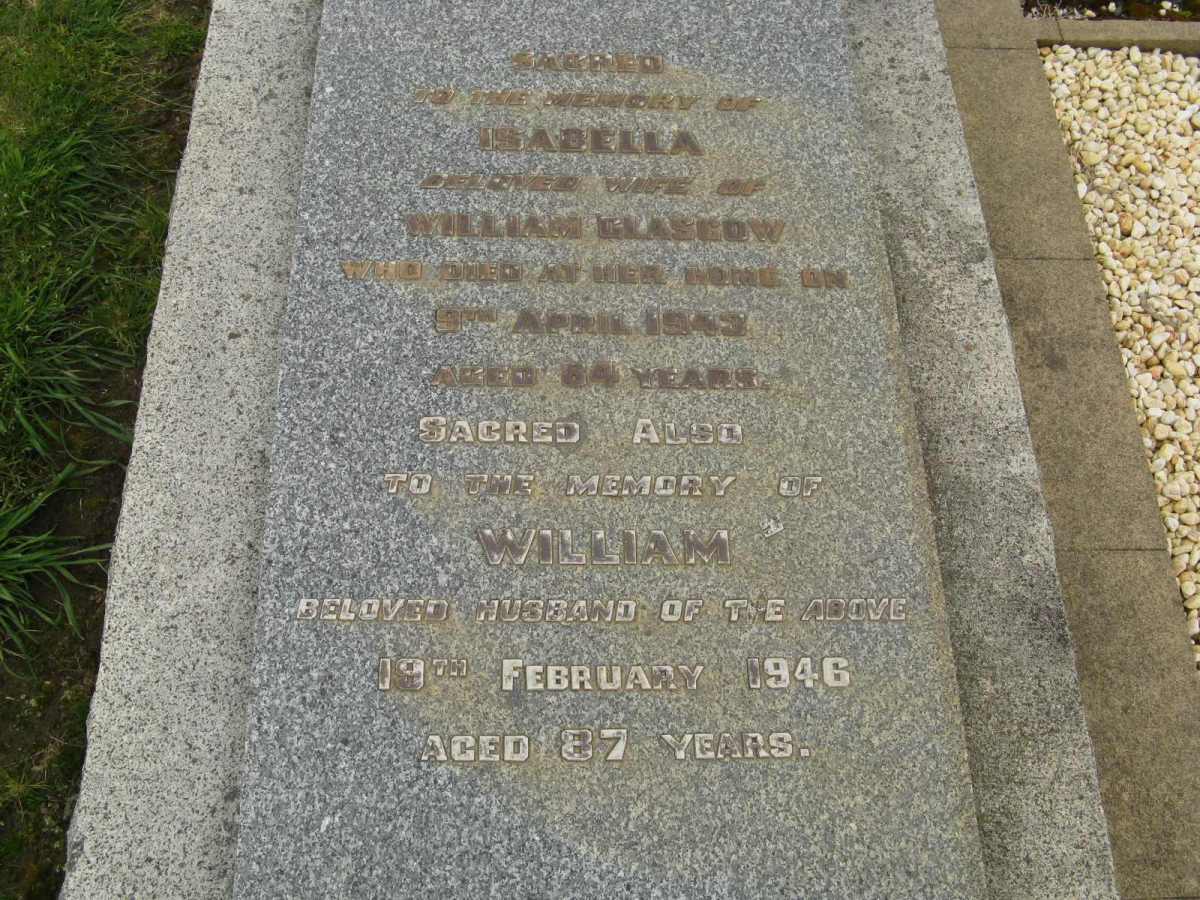 SACRED
TO THE MEMORY OF
ISABELLA
BELOVED WIFE OF
WILLIAM GLASGOW
WHO DIED AT HER HOME ON
9TH APRIL 1943
AGED 84 YEARS.
SACRED ALSO
TO THE MEMORY OF
WILLIAM
BELOVED HUSBAND OF THE ABOVE
19TH FEBRUARY 1946
AGED 87 YEARS.